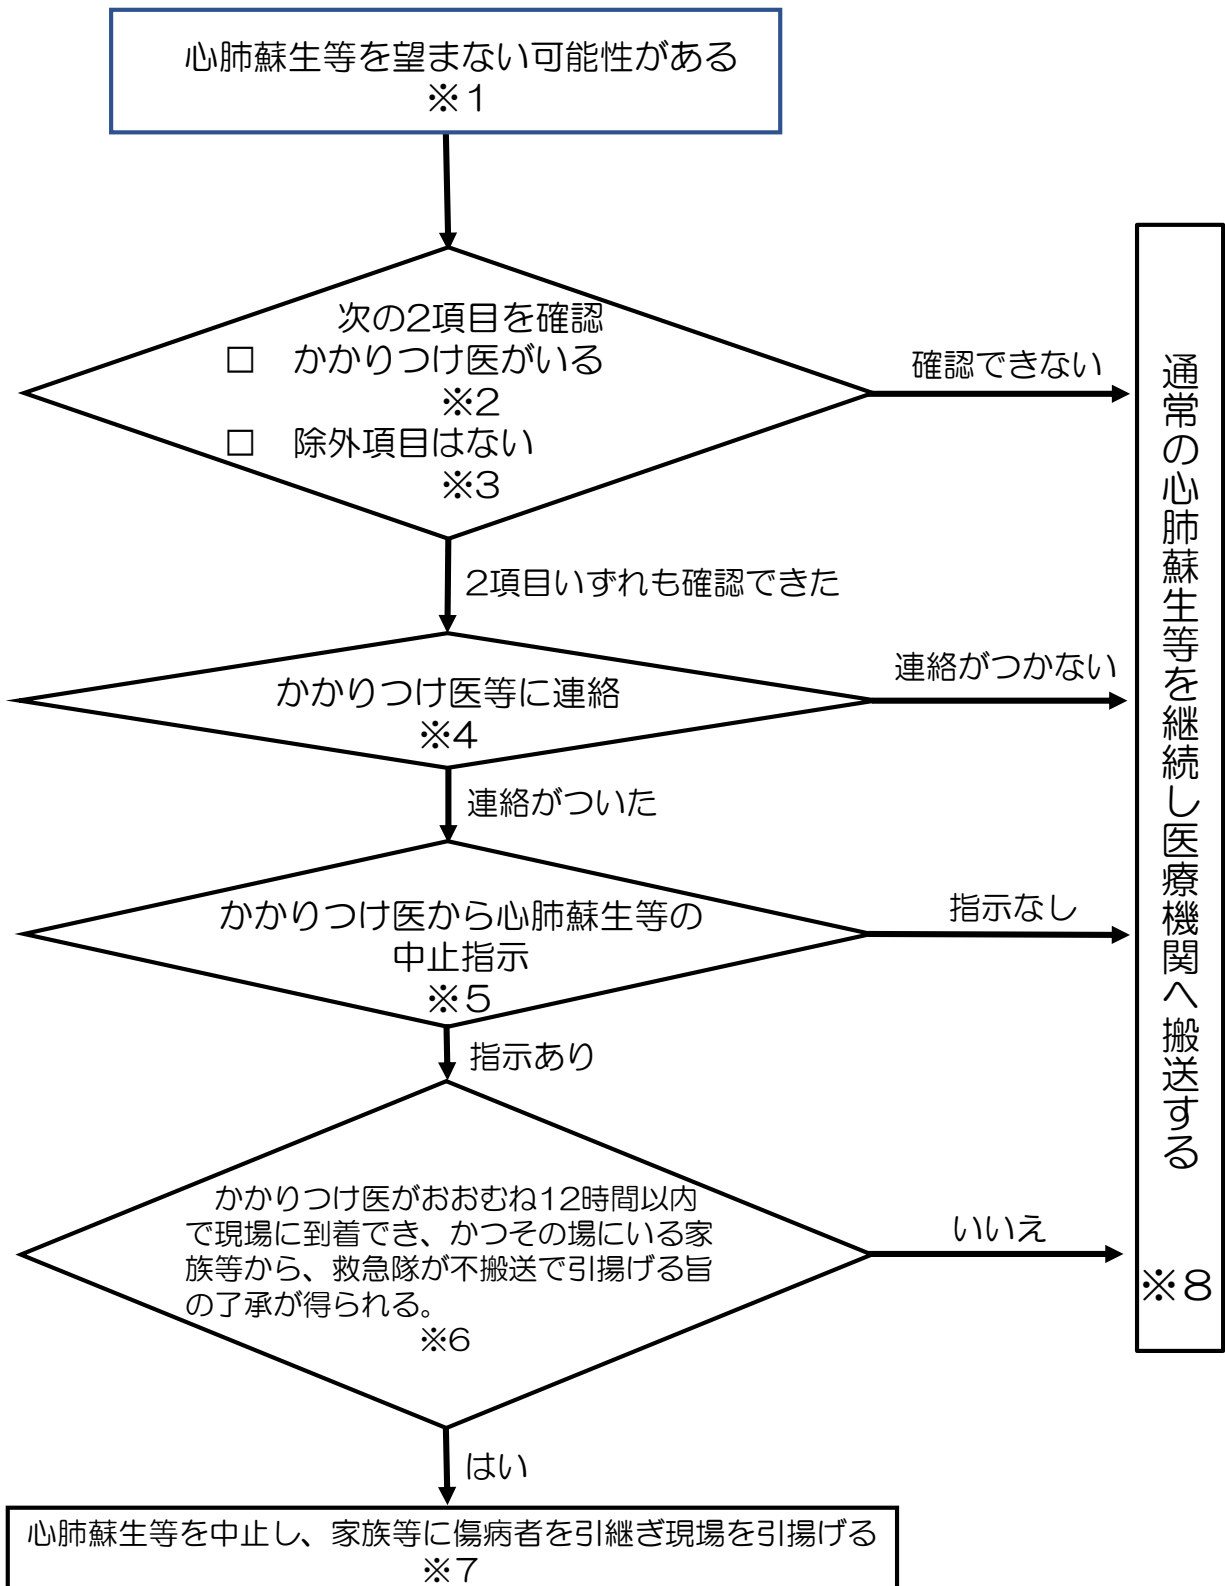 心肺蘇生等を望まない可能性がある
※1
次の2項目を確認
□ かかりつけ医がいる
※2
□ 除外項目はない
※3
確認できない
2項目いずれも確認できた
かかりつけ医等に連絡
※4
連絡がつかない
連絡がついた
かかりつけ医から心肺蘇生等の
中止指示
※5
指示なし
指示あり
かかりつけ医がおおむね12時間以内
で現場に到着でき、かつその場にいる家
族等から、救急隊が不搬送で引揚げる旨
の了承が得られる。
※6
いいえ
はい
心肺蘇生等を中止し、家族等に傷病者を引継ぎ現場を引揚げる
※7
通常の心肺蘇生等を継続し医療機関へ搬送する
※8